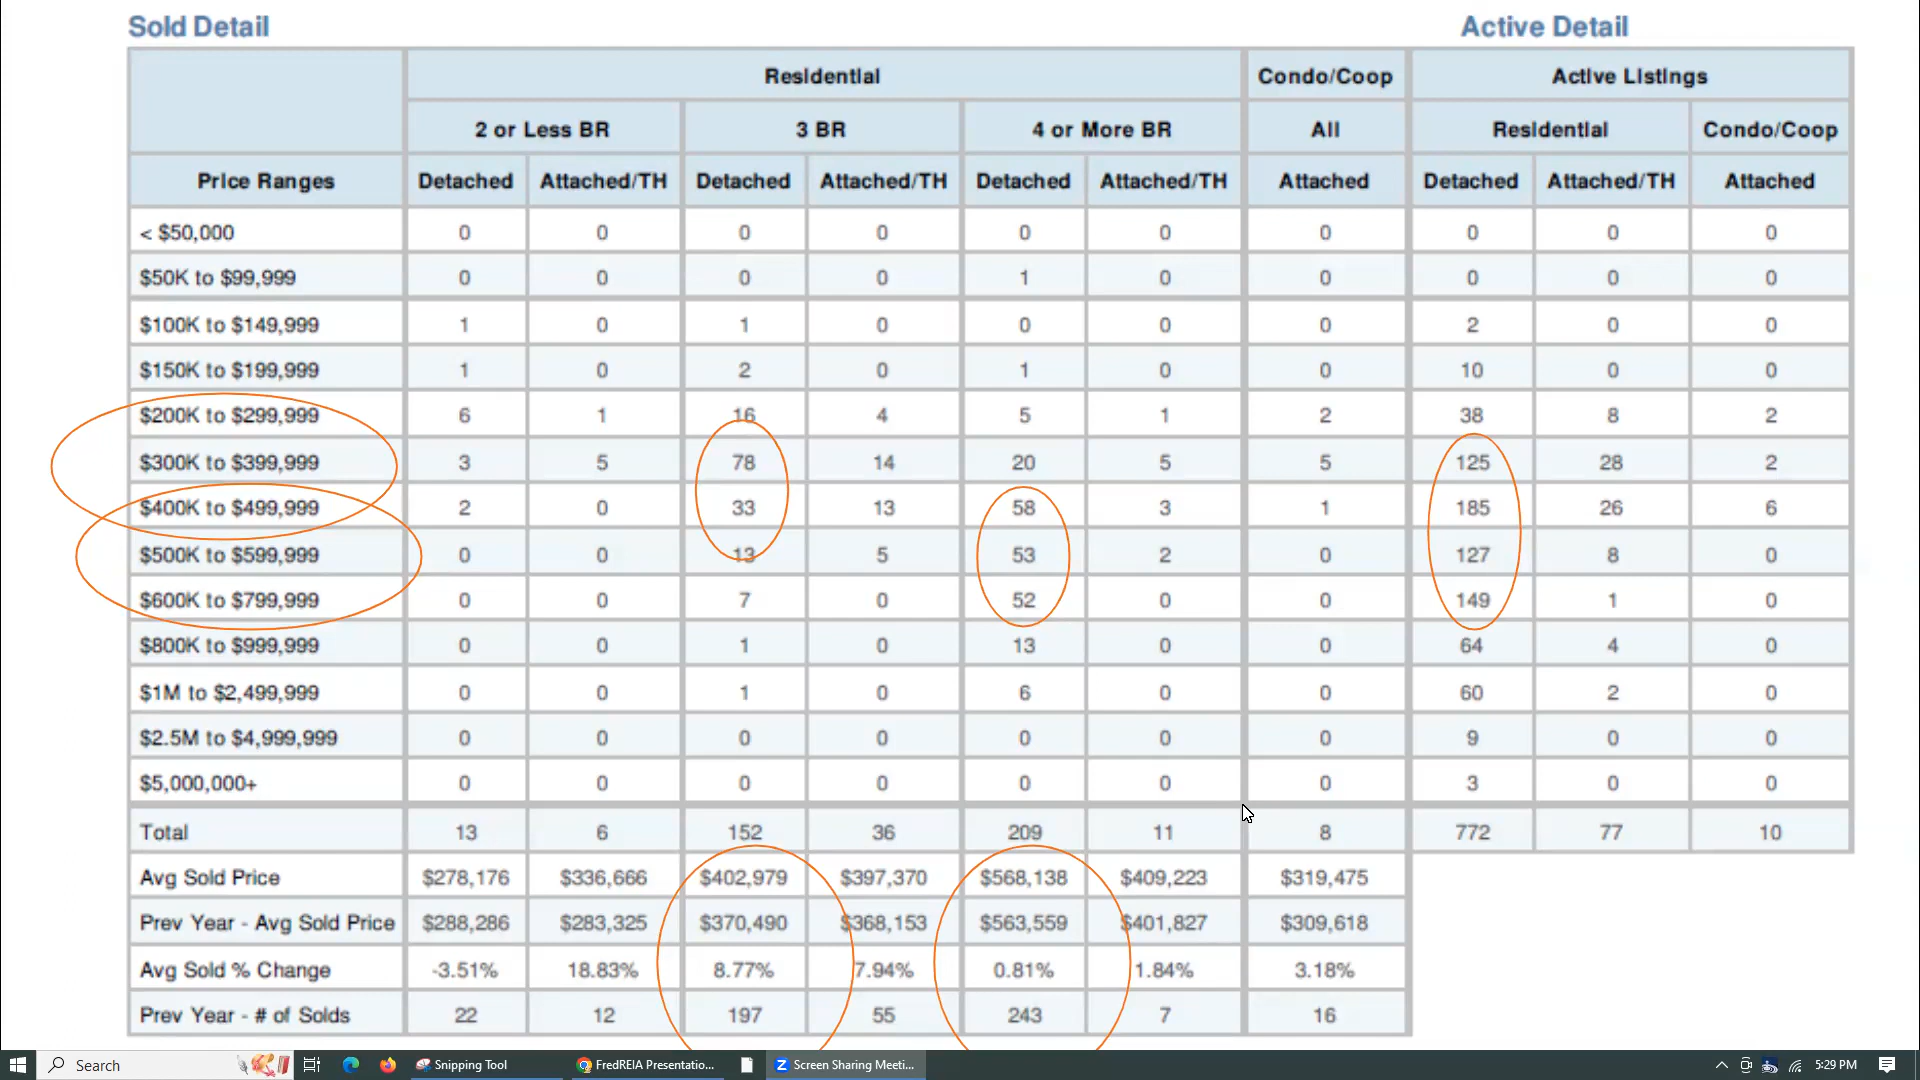 Sold Detail Active Detail
Residential Condo/Coop Active Listings
2 or Less BR 3 BR 4 or More BR All Residential Condo/Coop
Price Ranges Detached Attached/TH Detached Attached/TH Detached Attached/TH Attached Detached Attached/TH Attached
< $50,000 0 0 0 0 0 0 0 0 0 0
$50K to $99,999 0 0 0 0 1 0 0 0 0 0
$100K to $149,999 1 0 1 0 0 0 0 2 0 0
$150K to $199,999 1 0 2 0 1 0 0 10 0 0
$200K to $299,999 6 1 16 4 5 1 2 38 8 2
$300K to $399,999 3 5 78 14 20 5 5 125 28 2
$400K to $499,999 2 0 33 13 58 3 1 185 26 6
$500K to $599,999 0 0 13 5 53 2 0 127 8 0
$600K to $799,999 0 0 7 0 52 0 0 149 1 0
$800K to $999,999 0 0 1 0 13 0 0 64 4 0
$1M to $2,499,999 0 0 1 0 6 0 0 60 2 0
$2.5M to $4,999,999 0 0 0 0 0 0 0 9 0 0
$5,000,000+ 0 0 0 0 0 0 0 3 0 0
Total 13 6 152 36 209 11 8 772 77 10
Avg Sold Price $278,176 $336,666 $402,979 $397,370 $568,138 $409,223 $319,475
Prev Year - Avg Sold Price $288,286 $283,325 $370,490 $368,153 $563,559 $401,827 $309,618
Avg Sold % Change -3.51% 18.83% 8.77% 7.94% 0.81% 1.84% 3.18%
Prev Year - # of Solds 22 12 197 55 243 7 16
Search Snipping Tool FredREIA Presentatio... Screen Sharing Meeti... 5:29 PM